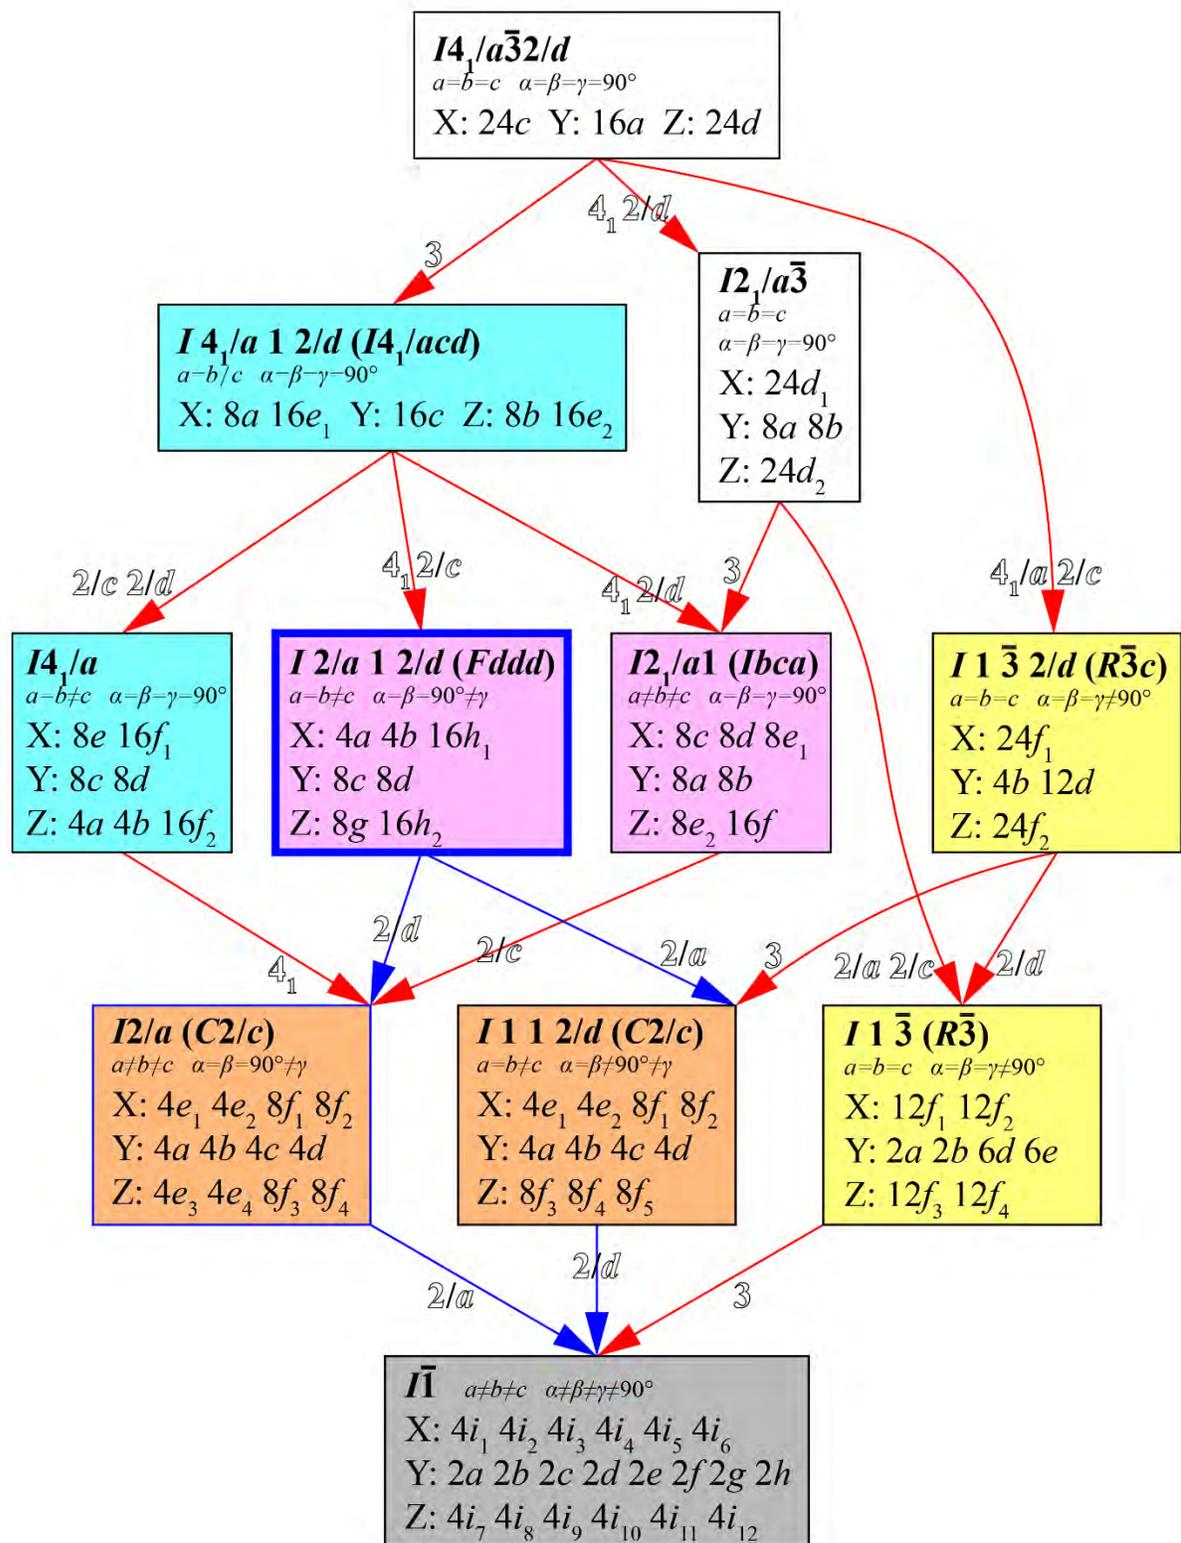 I4₁/a3̅2/d
a=b=c α=β=γ=90°
X: 24c Y: 16a Z: 24d
4₁ 2/d
3
I2₁/a3̅
a=b=c
α=β=γ=90°
X: 24d₁
Y: 8a 8b
Z: 24d₂
I 4₁/a 1 2/d (I4₁/acd)
a=b/c α=β=γ=90°
X: 8a 16e₁ Y: 16c Z: 8b 16e₂
2/c 2/d
4₁ 2/c
4₁ 2/d
3
4₁/a 2/c
I4₁/a
a=b≠c α=β=γ=90°
X: 8e 16f₁
Y: 8c 8d
Z: 4a 4b 16f₂
I 2/a 1 2/d (Fddd)
a=b≠c α=β=90°≠γ
X: 4a 4b 16h₁
Y: 8c 8d
Z: 8g 16h₂
I2₁/a1 (Ibca)
a≠b≠c α=β=γ=90°
X: 8c 8d 8e₁
Y: 8a 8b
Z: 8e₂ 16f
I 1 3̅ 2/d (R3̅c)
a=b=c α=β=γ≠90°
X: 24f₁
Y: 4b 12d
Z: 24f₂
4₁
2/d
2/c
2/a
3
2/a 2/c
2/d
I2/a (C2/c)
a≠b≠c α=β=90°≠γ
X: 4e₁ 4e₂ 8f₁ 8f₂
Y: 4a 4b 4c 4d
Z: 4e₃ 4e₄ 8f₃ 8f₄
I 1 1 2/d (C2/c)
a=b≠c α=β≠90°≠γ
X: 4e₁ 4e₂ 8f₁ 8f₂
Y: 4a 4b 4c 4d
Z: 8f₃ 8f₄ 8f₅
I 1 3̅ (R3̅)
a=b=c α=β=γ≠90°
X: 12f₁ 12f₂
Y: 2a 2b 6d 6e
Z: 12f₃ 12f₄
2/a
2/d
3
I1̅ a≠b≠c α≠β≠γ≠90°
X: 4i₁ 4i₂ 4i₃ 4i₄ 4i₅ 4i₆
Y: 2a 2b 2c 2d 2e 2f 2g 2h
Z: 4i₇ 4i₈ 4i₉ 4i₁₀ 4i₁₁ 4i₁₂